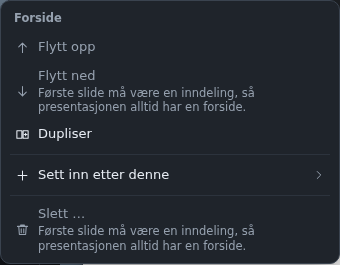 Forside
Flytt opp
Flytt ned
Første slide må være en inndeling, så
presentasjonen alltid har en forside.
Dupliser
Sett inn etter denne
Slett ...
Første slide må være en inndeling, så
presentasjonen alltid har en forside.